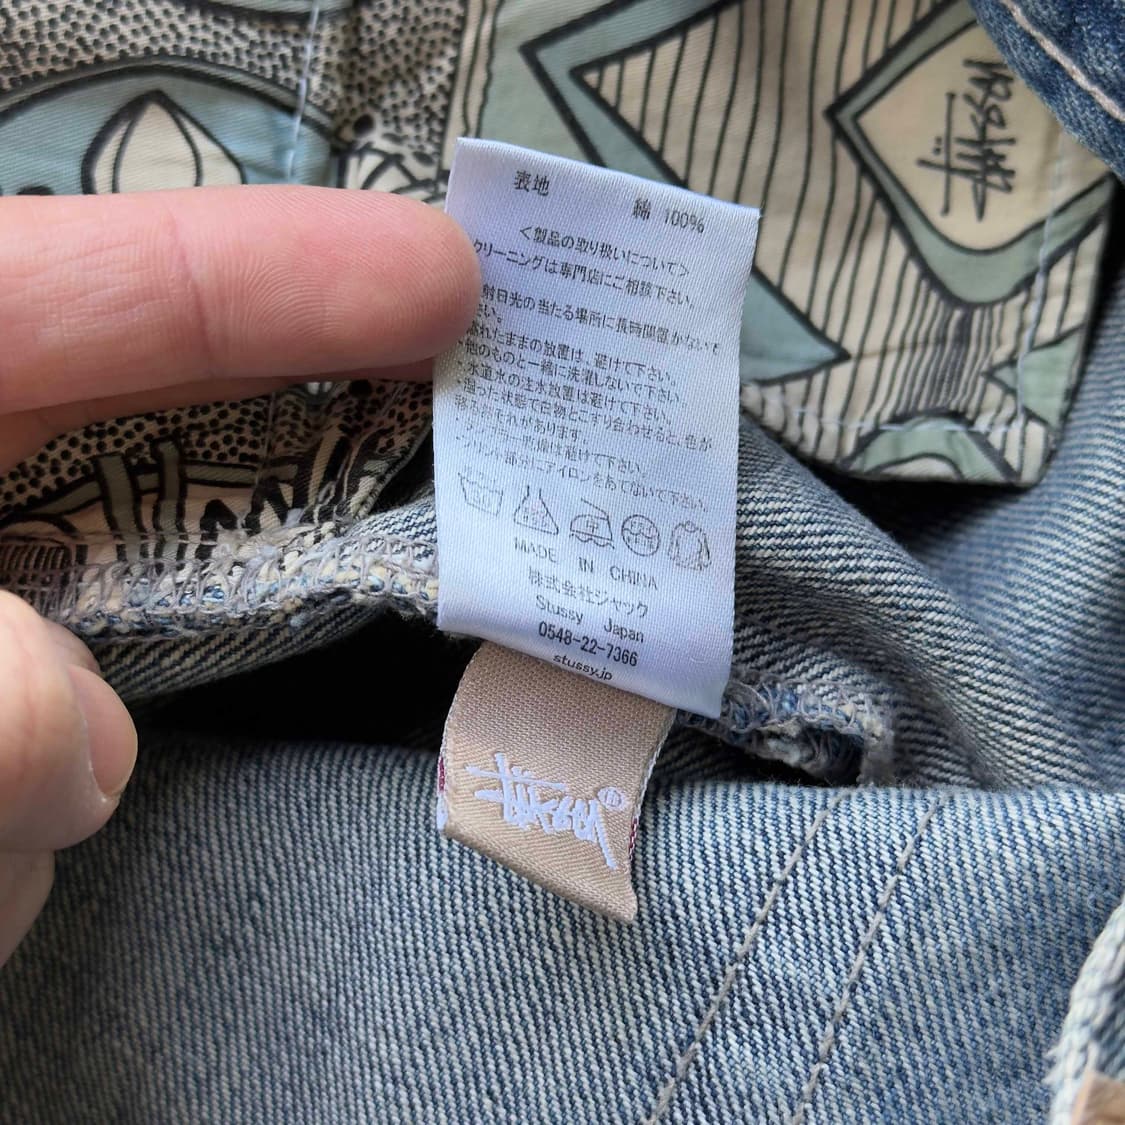 表地
綿 100%
<製品の取り扱いについて>
クリーニングは専門店にご相談下さい。
射日光の当たる場所に長時間置かないで
さい。
濡れたままの放置は、避けて下さい。
・他のものと一緒に洗濯しないで下さい。
・水道水の注水放置は避けて下さい。
・湿った状態で白物とこすり合わせると、色が
移るおそれがあります。
・タンブラー乾燥は避けて下さい。
・プリント部分にアイロンをあてないで下さい。
MADE IN CHINA
株式会社ジャック
Stussy Japan
0548-22-7366
stussy.jp
Stüssy
Stüssy